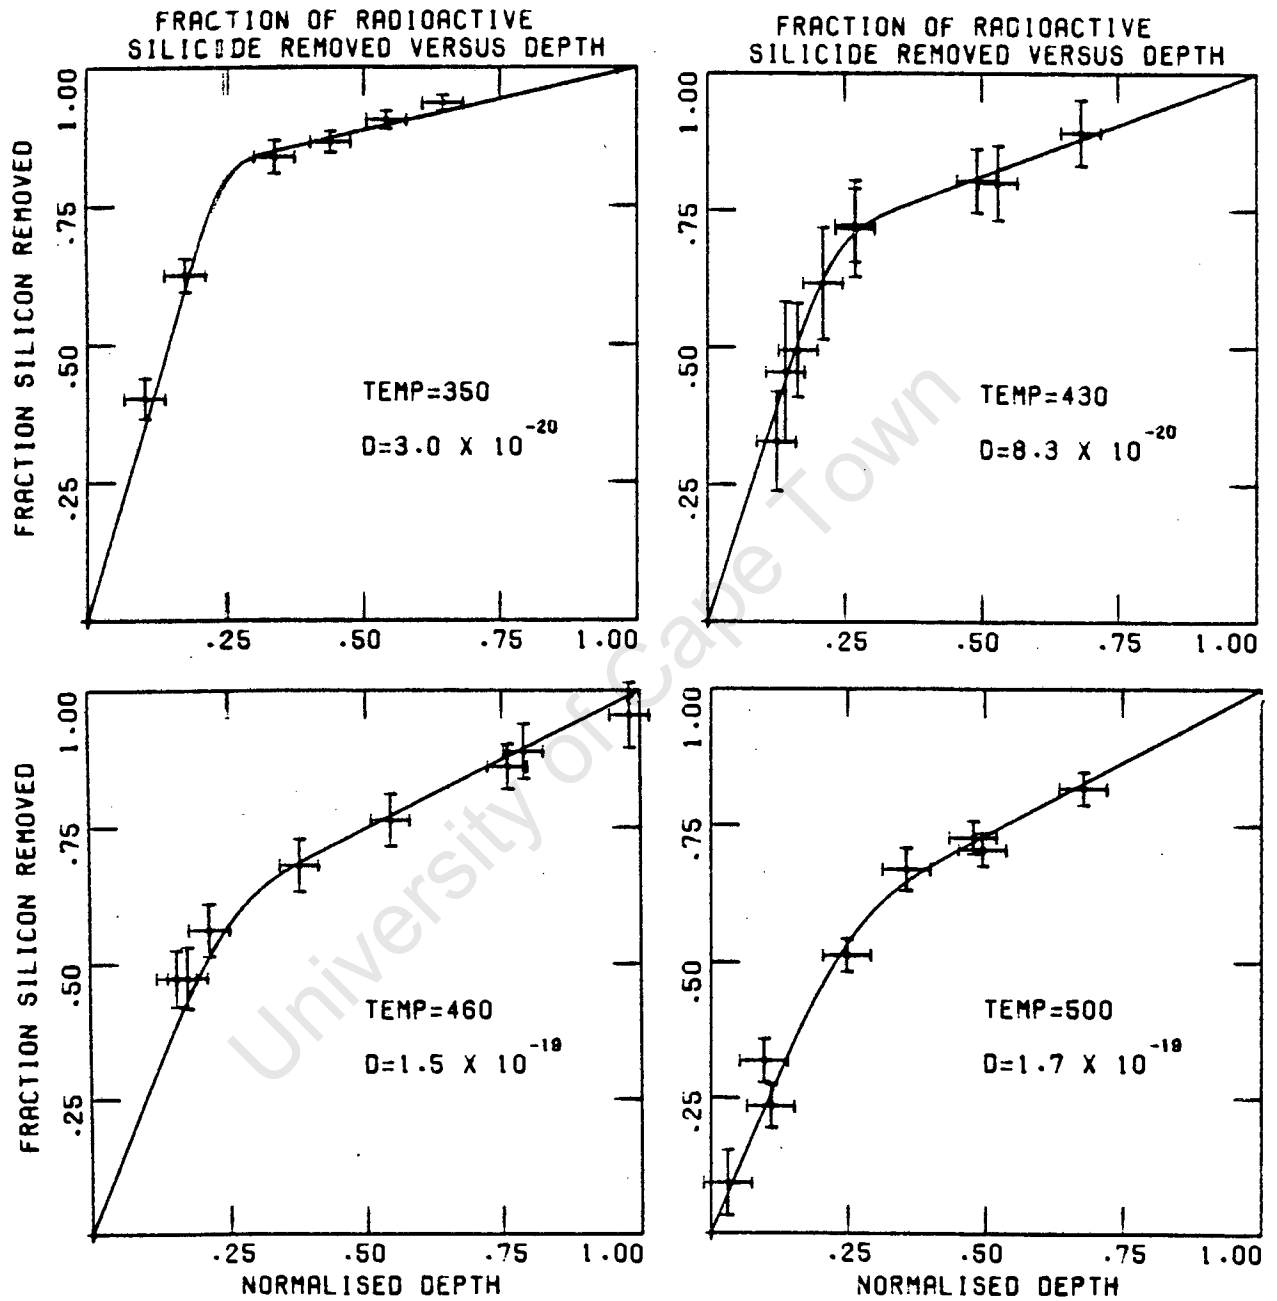 FRACTION OF RADIOACTIVE
SILICIDE REMOVED VERSUS DEPTH
FRACTION SILICON REMOVED
1.00
.75
.50
.25
TEMP=350
D=3.0 X 10-20
.25 .50 .75 1.00
FRACTION OF RADIOACTIVE
SILICIDE REMOVED VERSUS DEPTH
1.00
.75
.50
.25
TEMP=430
D=8.3 X 10-20
.25 .50 .75 1.00
FRACTION SILICON REMOVED
1.00
.75
.50
.25
TEMP=460
D=1.5 X 10-19
.25 .50 .75 1.00
NORMALISED DEPTH
1.00
.75
.50
.25
TEMP=500
D=1.7 X 10-19
.25 .50 .75 1.00
NORMALISED DEPTH
University of Cape Town